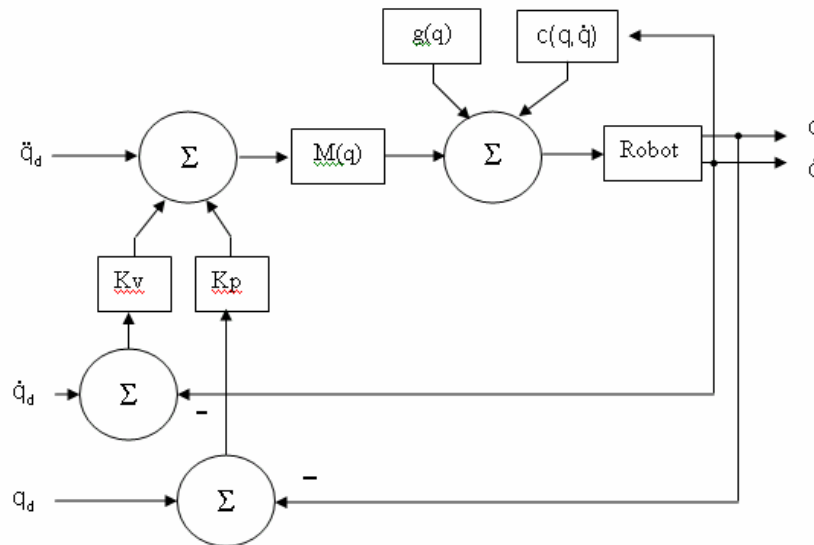 g(q)
c(q,q̇)
q̈d
Σ
M(q)
Σ
Robot
Kv
Kp
q̇d
Σ
-
-
qd
Σ